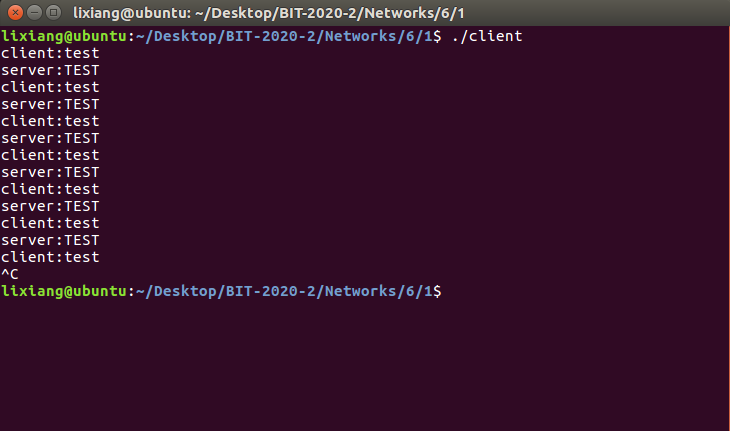 lixiang@ubuntu: ~/Desktop/BIT-2020-2/Networks/6/1
lixiang@ubuntu:~/Desktop/BIT-2020-2/Networks/6/1$ ./client
client:test
server:TEST
client:test
server:TEST
client:test
server:TEST
client:test
server:TEST
client:test
server:TEST
client:test
server:TEST
client:test
^C
lixiang@ubuntu:~/Desktop/BIT-2020-2/Networks/6/1$